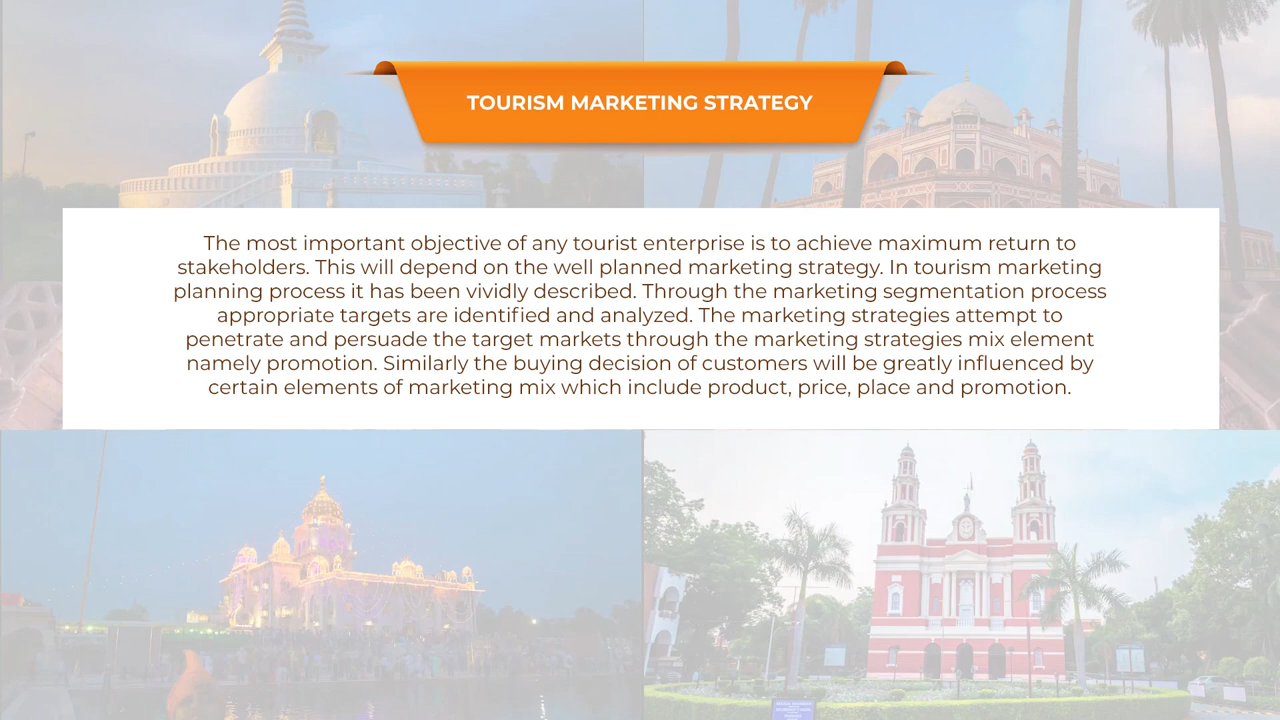 TOURISM MARKETING STRATEGY
The most important objective of any tourist enterprise is to achieve maximum return to
stakeholders. This will depend on the well planned marketing strategy. In tourism marketing
planning process it has been vividly described. Through the marketing segmentation process
appropriate targets are identified and analyzed. The marketing strategies attempt to
penetrate and persuade the target markets through the marketing strategies mix element
namely promotion. Similarly the buying decision of customers will be greatly influenced by
certain elements of marketing mix which include product, price, place and promotion.